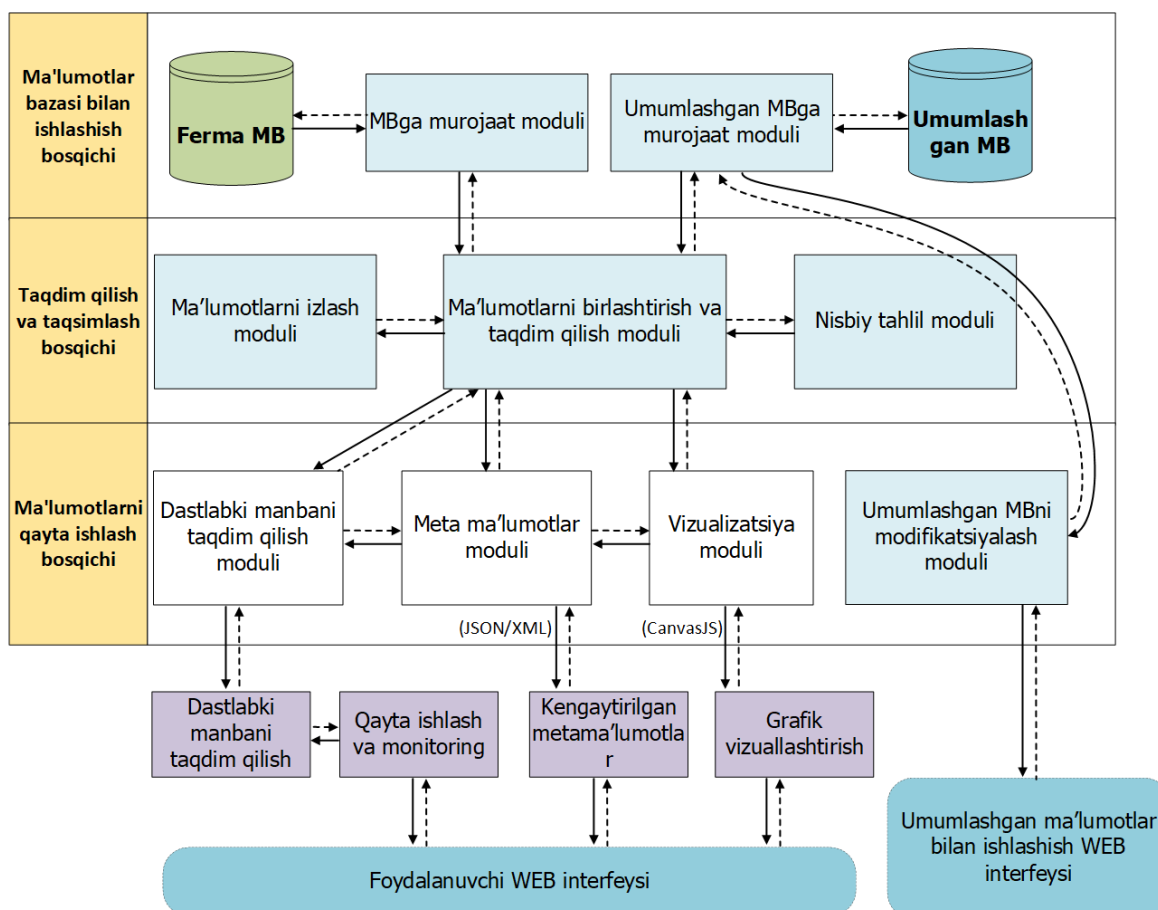 Ma'lumotlar
bazasi bilan
ishlashish
bosqichi
Ferma MB
MBga murojaat moduli
Umumlashgan MBga
murojaat moduli
Umumlash
gan MB
Taqdim qilish
va taqsimlash
bosqichi
Ma’lumotlarni izlash
moduli
Ma’lumotlarni birlashtirish va
taqdim qilish moduli
Nisbiy tahlil moduli
Ma'lumotlarni
qayta ishlash
bosqichi
Dastlabki manbani
taqdim qilish
moduli
Meta ma’lumotlar
moduli
Vizualizatsiya
moduli
Umumlashgan MBni
modifikatsiyalash
moduli
(JSON/XML)
(CanvasJS)
Dastlabki
manbani
taqdim qilish
Qayta ishlash
va monitoring
Kengaytirilgan
metama’lumotla
r
Grafik
vizuallashtirish
Foydalanuvchi WEB interfeysi
Umumlashgan ma’lumotlar
bilan ishlashish WEB
interfeysi